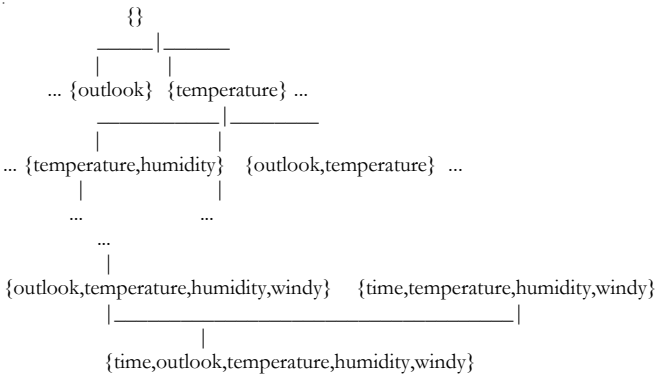 {}
... {outlook} {temperature} ...
... {temperature,humidity} {outlook,temperature} ...
... ...
...
{outlook,temperature,humidity,windy} {time,temperature,humidity,windy}
{time,outlook,temperature,humidity,windy}